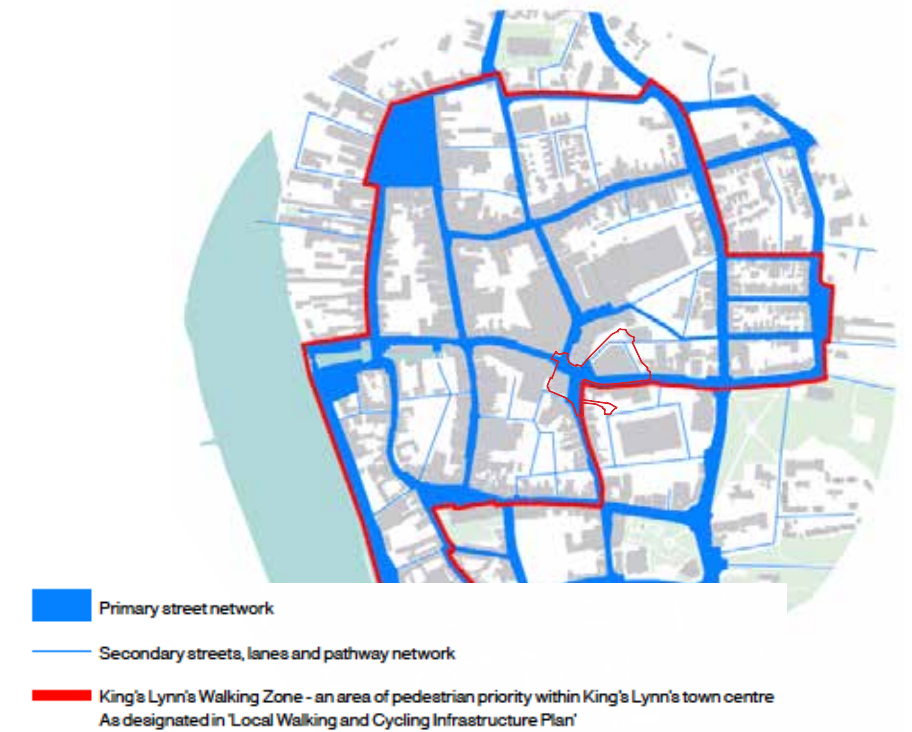 Primary street network
Secondary streets, lanes and pathway network
King's Lynn's Walking Zone - an area of pedestrian priority within King's Lynn's town centre
As designated in 'Local Walking and Cycling Infrastructure Plan'